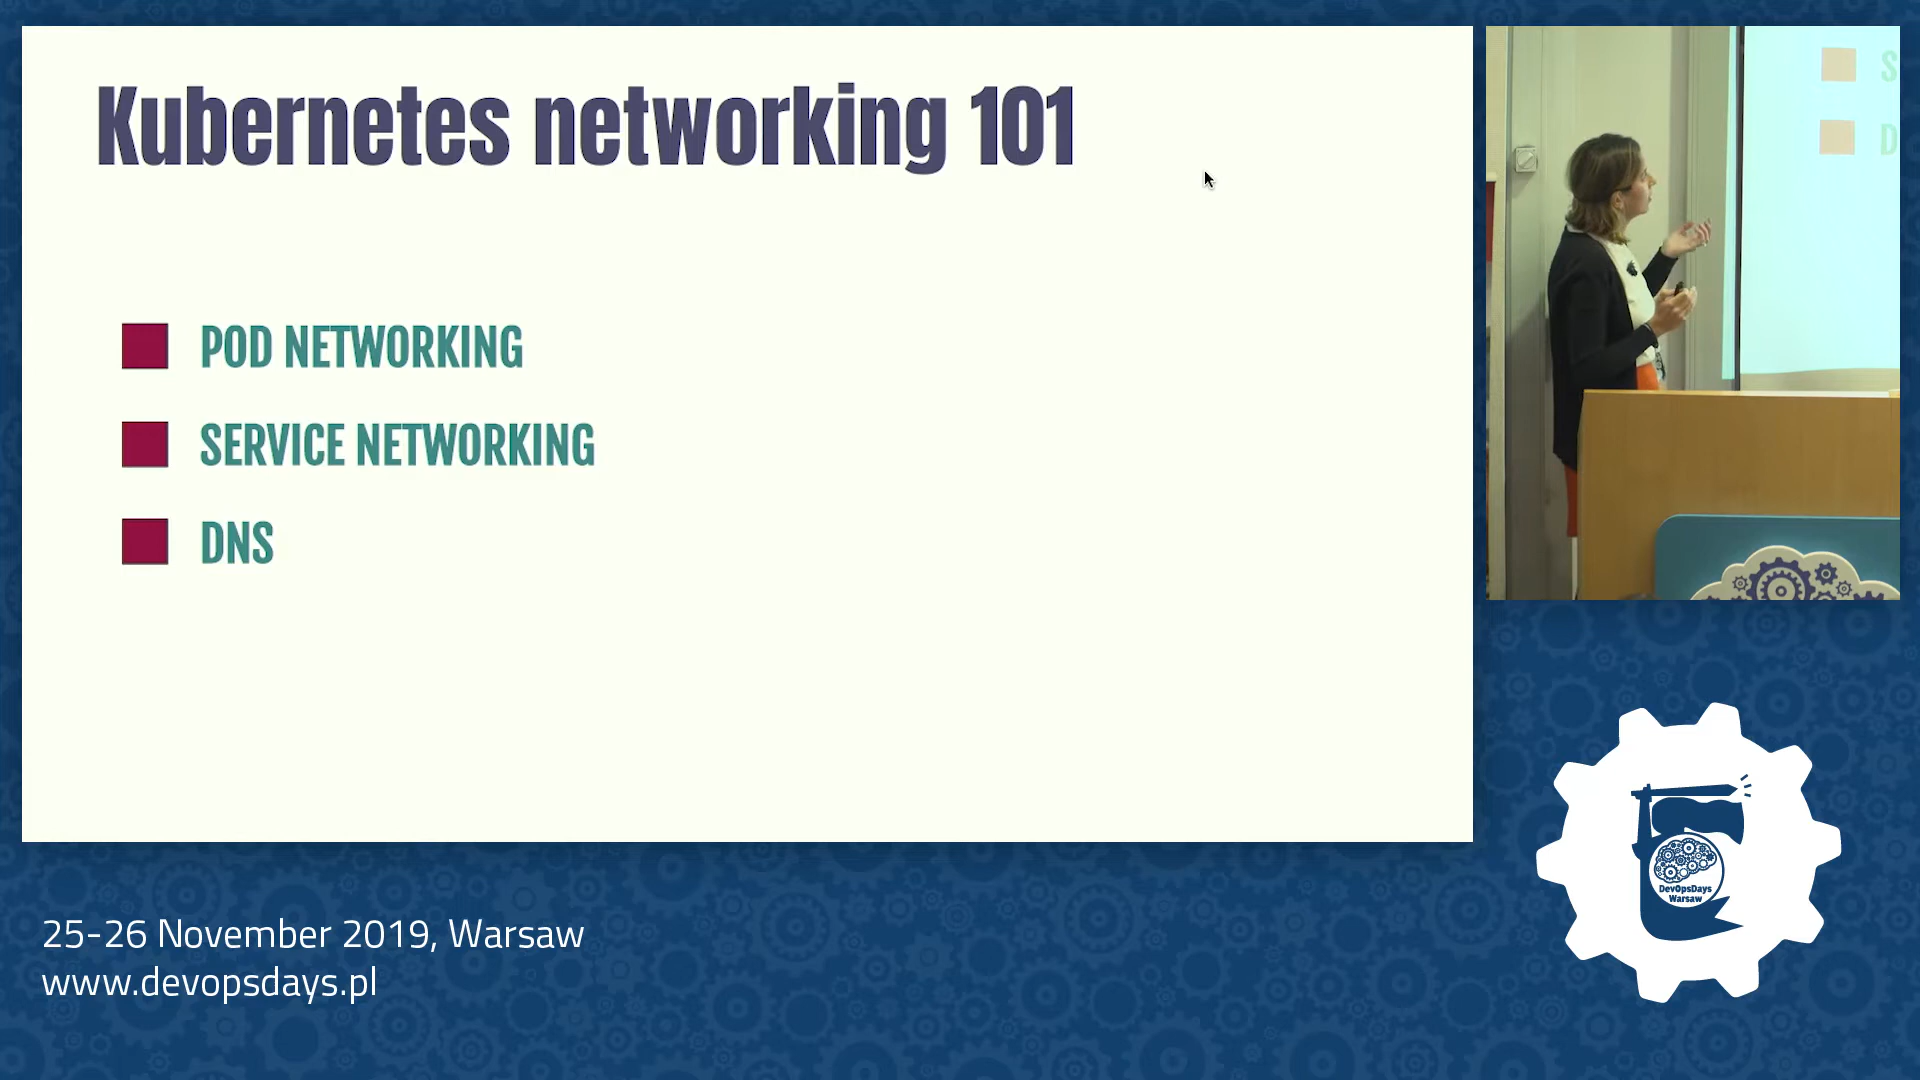 Kubernetes networking 101
POD NETWORKING
SERVICE NETWORKING
DNS
S
D
DevOpsDays
Warsaw
25-26 November 2019, Warsaw
www.devopsdays.pl